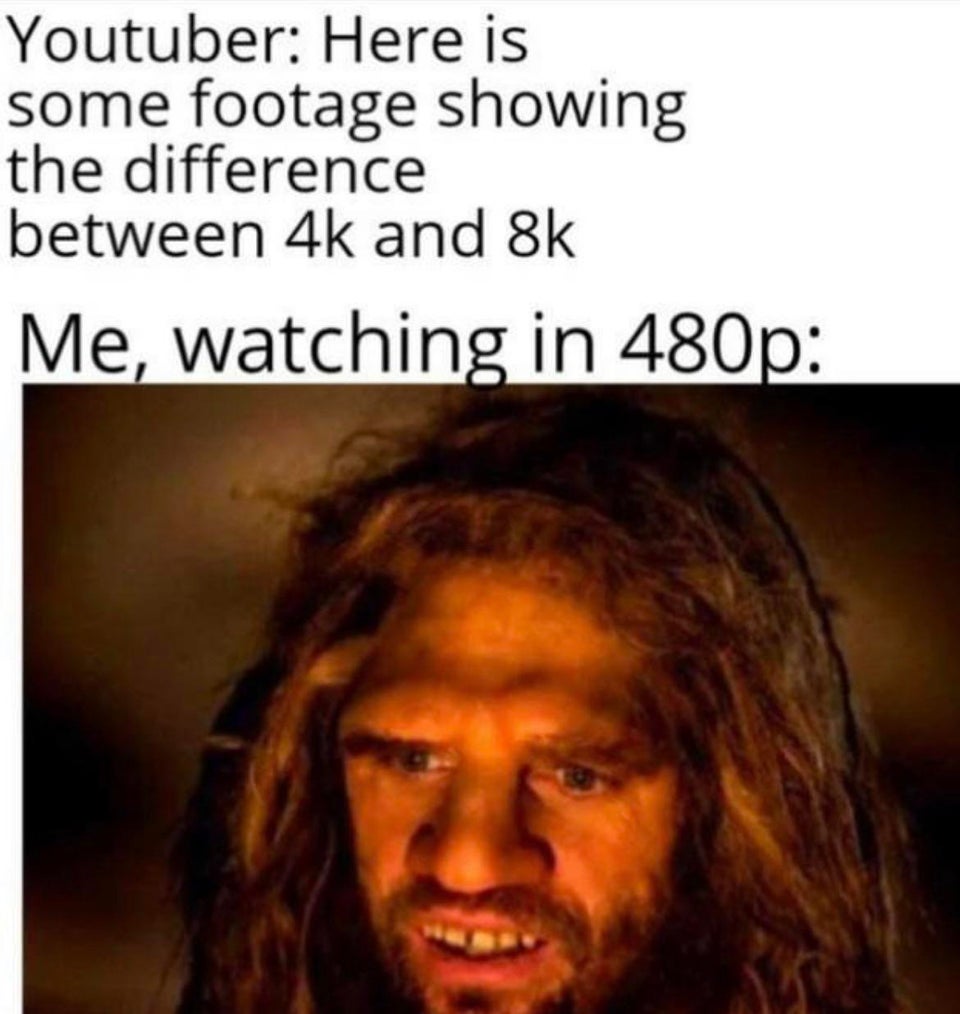 Youtuber: Here is
some footage showing
the difference
between 4k and 8k
Me, watching in 480p: